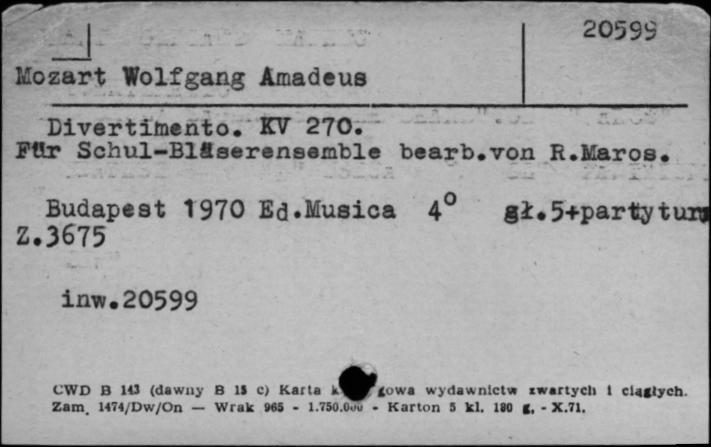 20599
Mozart Wolfgang Amadeus
Divertimento. KV 270.
Für Schul-Bläserensemble bearb.von R.Maros.
Budapest 1970 Ed.Musica 4° gł.5+partytura
Z.3675
inw.20599
CWD B 143 (dawny B 15 c) Karta wydawnictw zwartych i ciągłych.
Zam. 1474/Dw/On — Wrak 965 - 1.750.000 - Karton 5 kl. 180 g. - X.71.